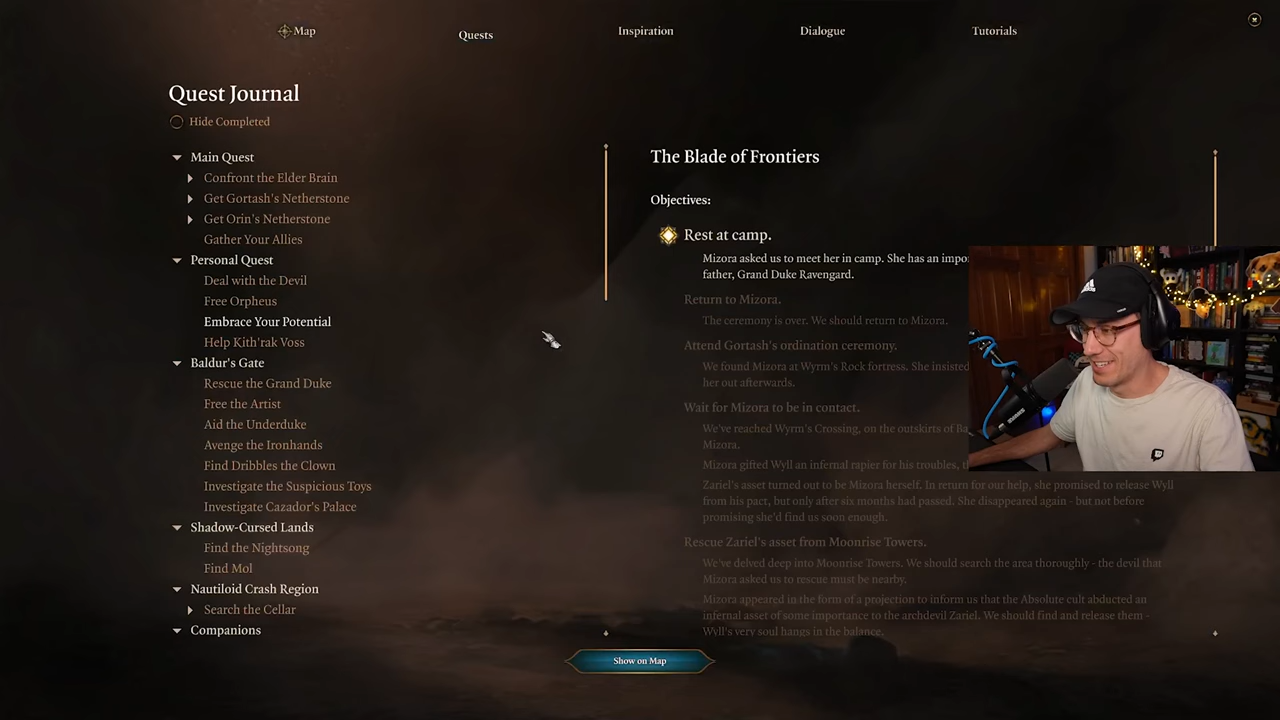 Map
Quests
Inspiration
Dialogue
Tutorials
Quest Journal
Hide Completed
Main Quest
Confront the Elder Brain
Get Gortash's Netherstone
Get Orin's Netherstone
Gather Your Allies
Personal Quest
Deal with the Devil
Free Orpheus
Embrace Your Potential
Help Kith'rak Voss
Baldur's Gate
Rescue the Grand Duke
Free the Artist
Aid the Underduke
Avenge the Ironhands
Find Dribbles the Clown
Investigate the Suspicious Toys
Investigate Cazador's Palace
Shadow-Cursed Lands
Find the Nightsong
Find Mol
Nautiloid Crash Region
Search the Cellar
Companions
The Blade of Frontiers
Objectives:
Rest at camp.
Mizora asked us to meet her in camp. She has an impo
father, Grand Duke Ravengard.
Return to Mizora.
The ceremony is over. We should return to Mizora.
Attend Gortash's ordination ceremony.
We found Mizora at Wyrm's Rock fortress. She insisted
her out afterwards.
Wait for Mizora to be in contact.
We've reached Wyrm's Crossing, on the outskirts of Ba
Mizora.
Mizora gifted Wyll an infernal rapier for his troubles, th
Zariel's asset turned out to be Mizora herself. In return for our help, she promised to release Wyll
from his pact, but only after six months had passed. She disappeared again - but not before
promising she'd find us soon enough.
Rescue Zariel's asset from Moonrise Towers.
We've delved deep into Moonrise Towers. We should search the area thoroughly - the devil that
Mizora asked us to rescue must be nearby.
Mizora appeared in the form of a projection to inform us that the Absolute cult abducted an
infernal asset of some importance to the archdevil Zariel. We should find and release them -
Wyll's very soul hangs in the balance.
Show on Map